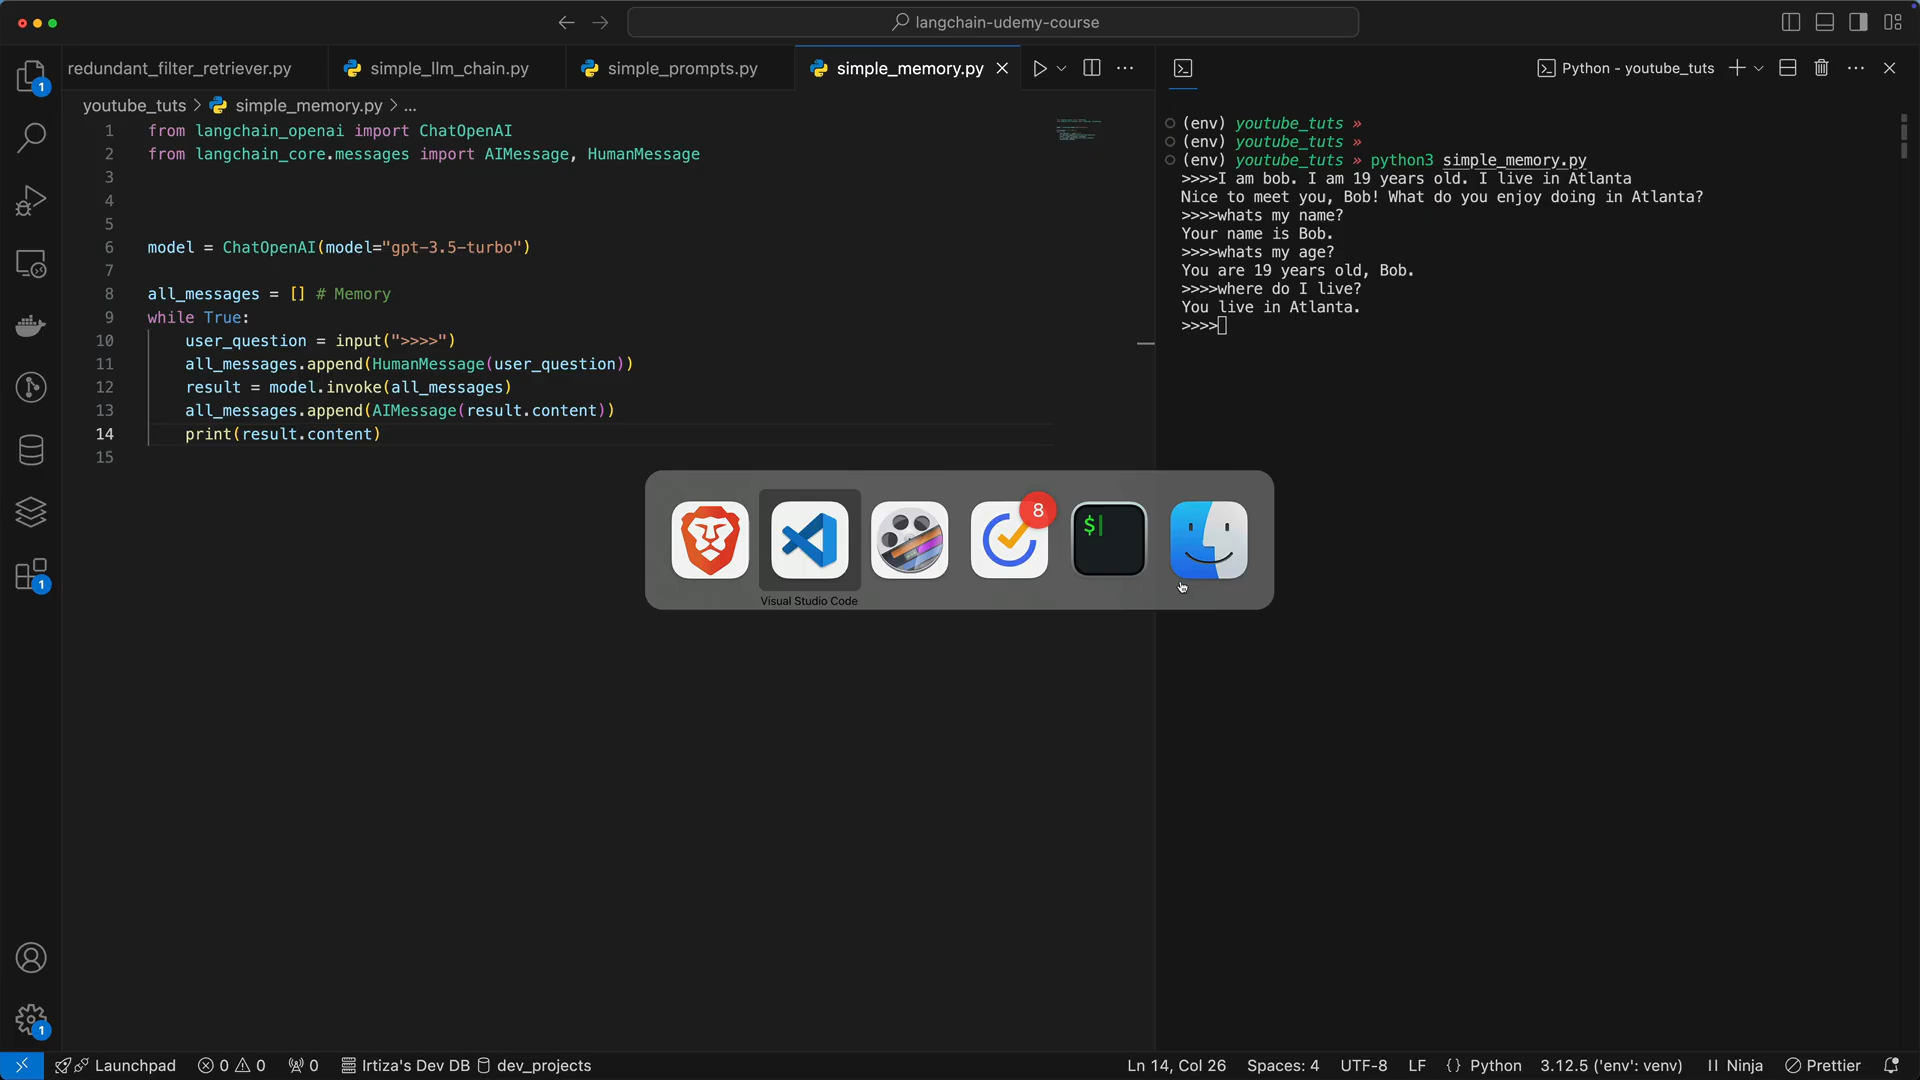 langchain-udemy-course
redundant_filter_retriever.py
simple_llm_chain.py
simple_prompts.py
simple_memory.py
Python - youtube_tuts
1
youtube_tuts > simple_memory.py > ...
1 from langchain_openai import ChatOpenAI
2 from langchain_core.messages import AIMessage, HumanMessage
3
4
5
6 model = ChatOpenAI(model="gpt-3.5-turbo")
7
8 all_messages = [] # Memory
9 while True:
10 user_question = input(">>>>")
11 all_messages.append(HumanMessage(user_question))
12 result = model.invoke(all_messages)
13 all_messages.append(AIMessage(result.content))
14 print(result.content)
15
(env) youtube_tuts »
(env) youtube_tuts »
(env) youtube_tuts » python3 simple_memory.py
>>>>I am bob. I am 19 years old. I live in Atlanta
Nice to meet you, Bob! What do you enjoy doing in Atlanta?
>>>>whats my name?
Your name is Bob.
>>>>whats my age?
You are 19 years old, Bob.
>>>>where do I live?
You live in Atlanta.
>>>>
8
$
Visual Studio Code
1
1
Launchpad
0 0
0
Irtiza's Dev DB
dev_projects
Ln 14, Col 26
Spaces: 4
UTF-8
LF
{} Python
3.12.5 ('env': venv)
Ninja
Prettier